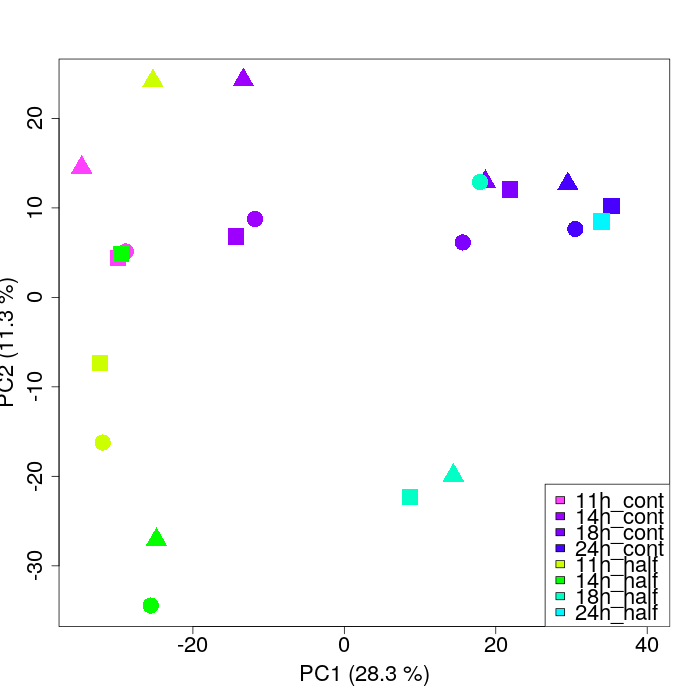 20
10
0
-10
-20
-30
PC2 (11.3 %)
-20
0
20
40
PC1 (28.3 %)
11h_cont
14h_cont
18h_cont
24h_cont
11h_half
14h_half
18h_half
24h_half